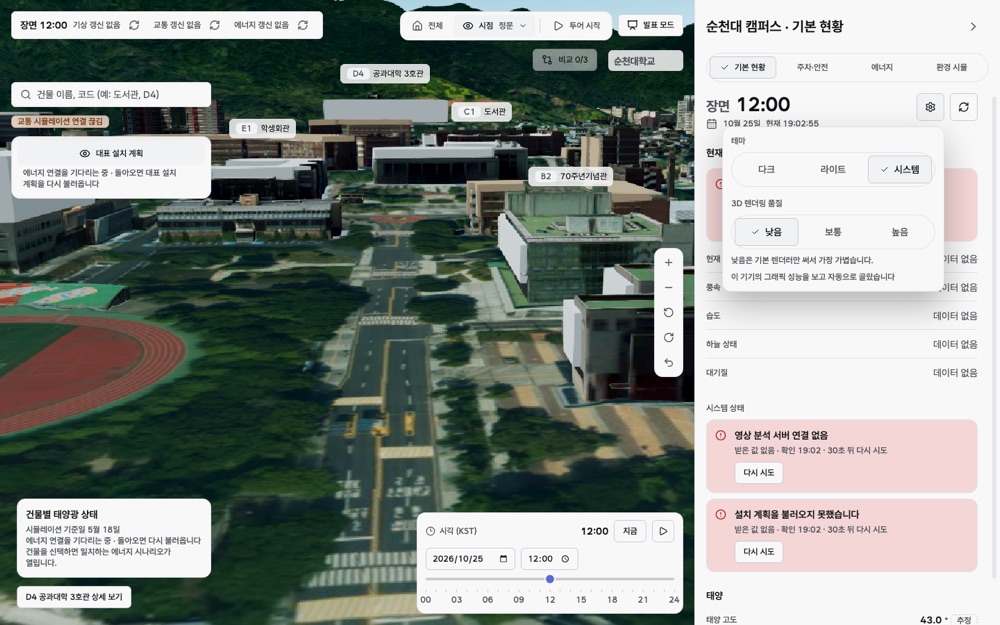 장면 12:00 기상 갱신 없음 교통 갱신 없음 에너지 갱신 없음
전체 시점 정문 투어 시작 발표 모드
비교 0/3 순천대학교
건물 이름, 코드 (예: 도서관, D4)
교통 시뮬레이션 연결 끊김
대표 설치 계획
에너지 연결을 기다리는 중 · 돌아오면 대표 설치
계획을 다시 불러옵니다
D4 공과대학 3호관
C1 도서관
E1 학생회관
B2 70주년기념관
건물별 태양광 상태
시뮬레이션 기준일 5월 18일
에너지 연결을 기다리는 중 · 돌아오면 다시 불러옵니다
건물을 선택하면 일치하는 에너지 시나리오가
열립니다.
D4 공과대학 3호관 상세 보기
시각 (KST) 12:00 지금
2026/10/25 12:00
00 03 06 09 12 15 18 21 24
순천대 캠퍼스 · 기본 현황
기본 현황 주차·안전 에너지 환경 시뮬
장면 12:00
10월 25일 현재 19:02:55
테마
다크 라이트 시스템
3D 렌더링 품질
낮음 보통 높음
낮음은 기본 렌더러만 써서 가장 가볍습니다.
이 기기의 그래픽 성능을 보고 자동으로 골랐습니다
현재
현재 데이터 없음
풍속 데이터 없음
습도 데이터 없음
하늘 상태 데이터 없음
대기질 데이터 없음
시스템 상태
영상 분석 서버 연결 없음
받은 값 없음 · 확인 19:02 · 30초 뒤 다시 시도
다시 시도
설치 계획을 불러오지 못했습니다
받은 값 없음 · 확인 19:02 · 30초 뒤 다시 시도
다시 시도
태양
태양 고도 43.0 ° 추정